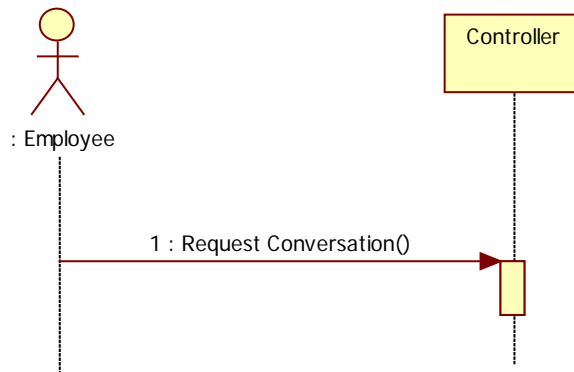 Controller
: Employee
1 : Request Conversation()